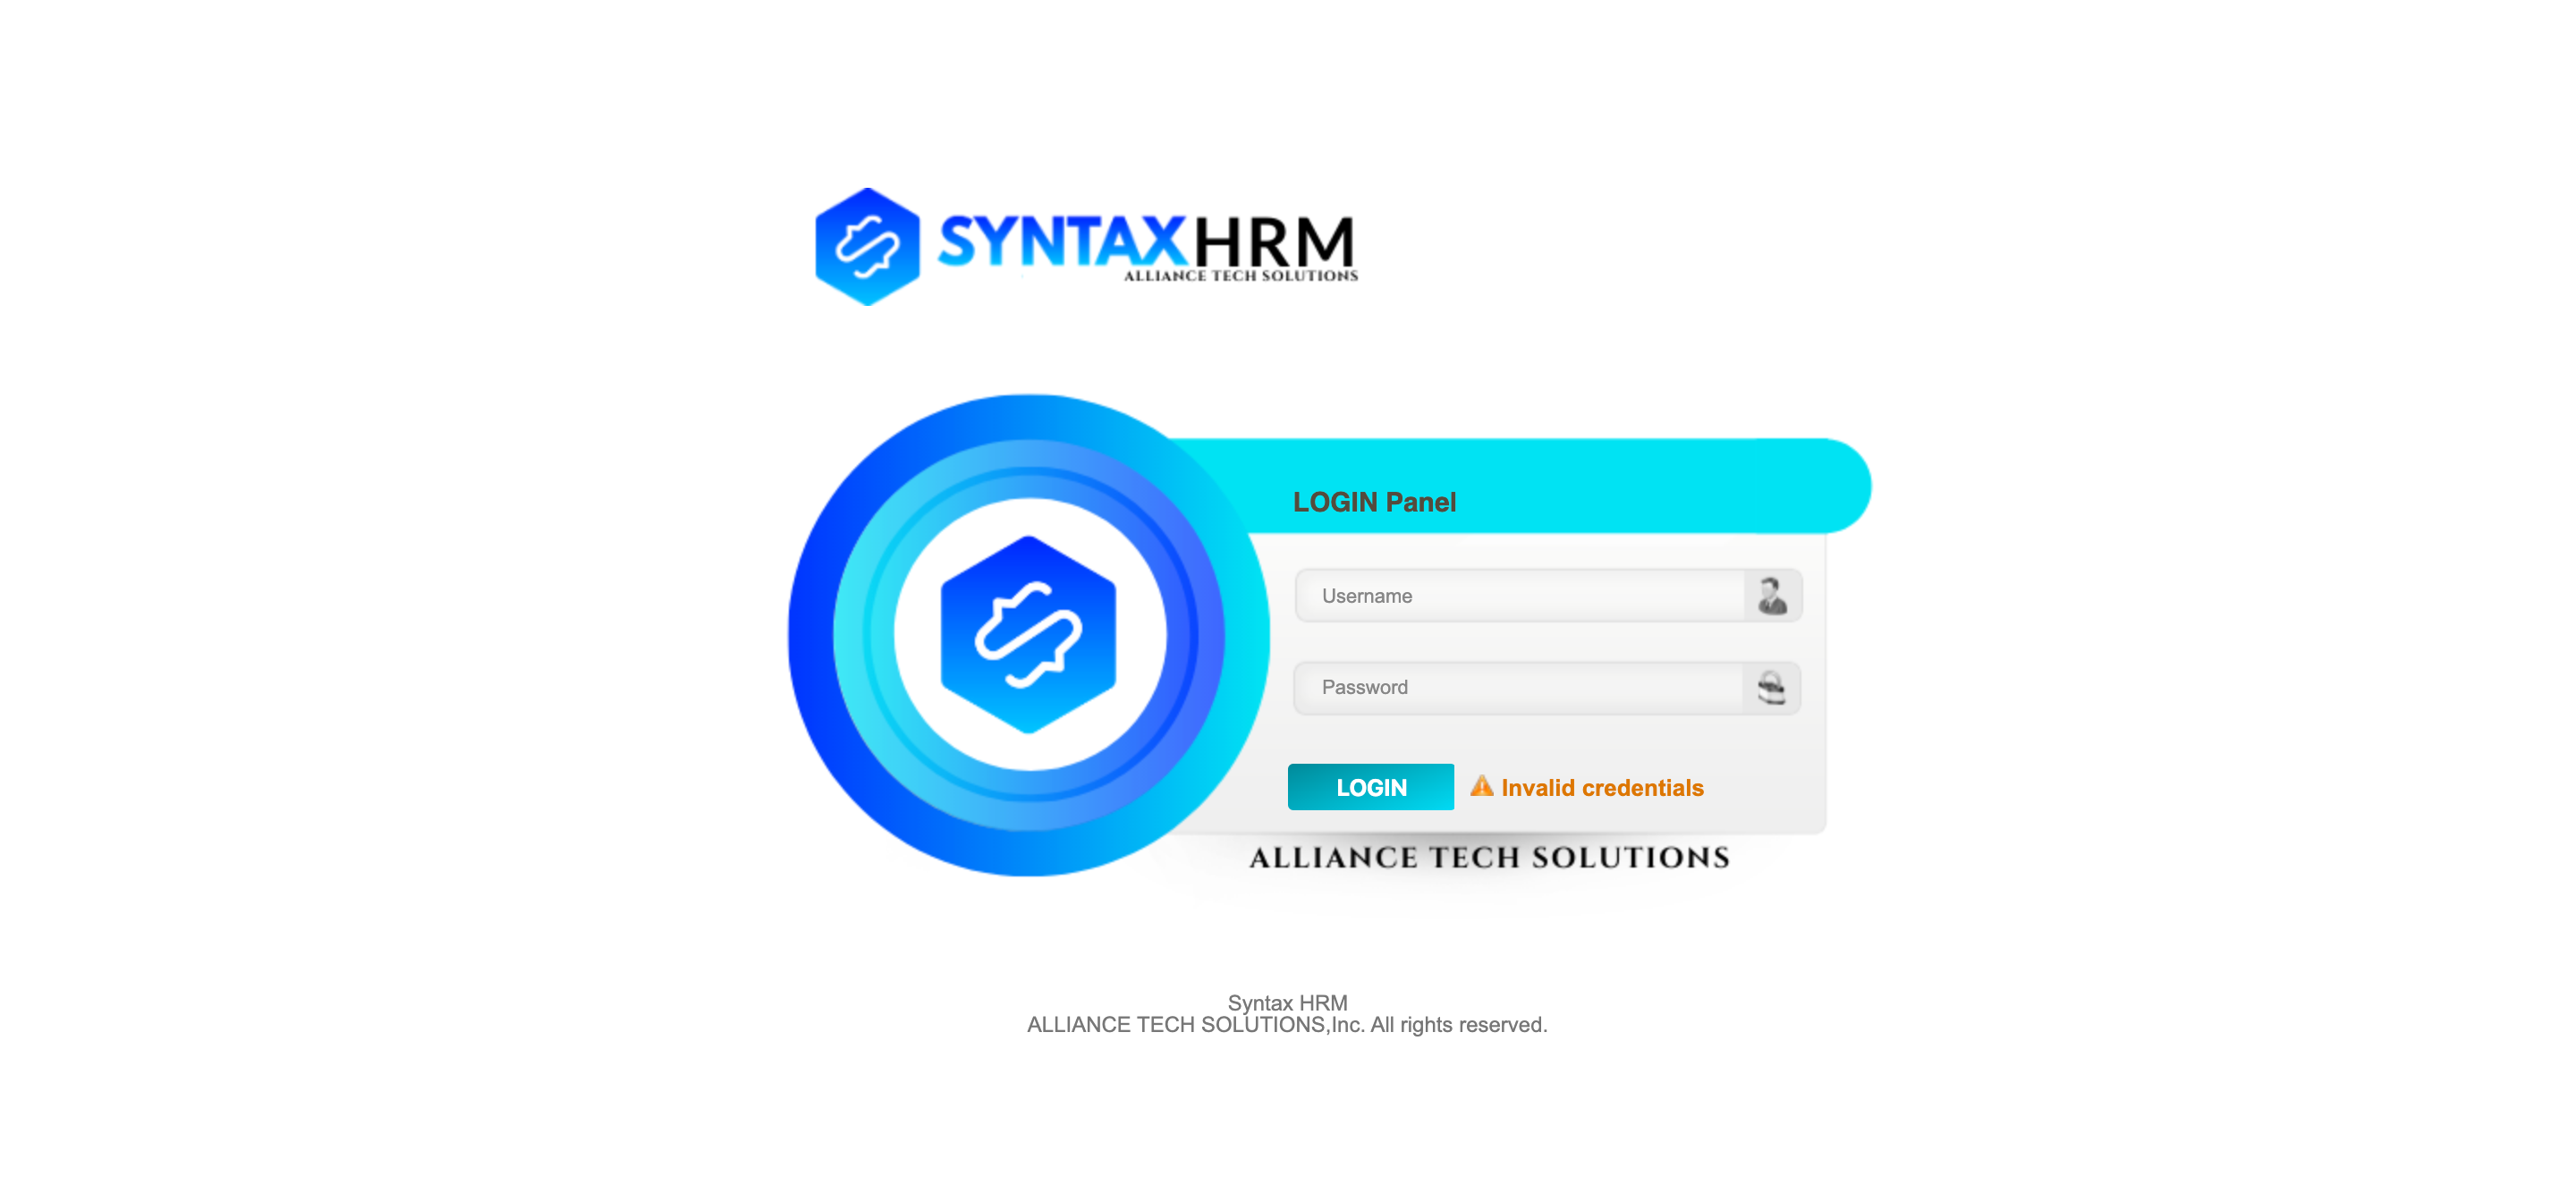 SYNTAXHRM
ALLIANCE TECH SOLUTIONS
LOGIN Panel
Username
Password
LOGIN
Invalid credentials
ALLIANCE TECH SOLUTIONS
Syntax HRM
ALLIANCE TECH SOLUTIONS,Inc. All rights reserved.